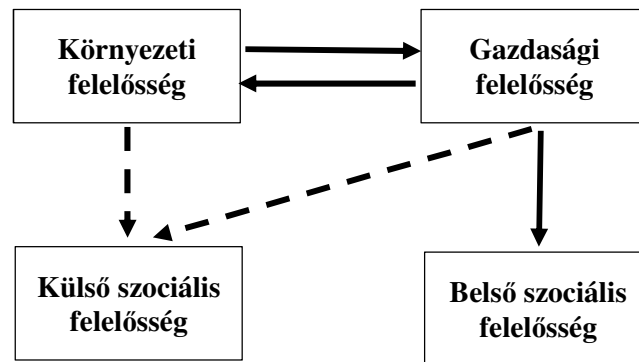 Környezeti
felelősség
Gazdasági
felelősség
Külső szociális
felelősség
Belső szociális
felelősség